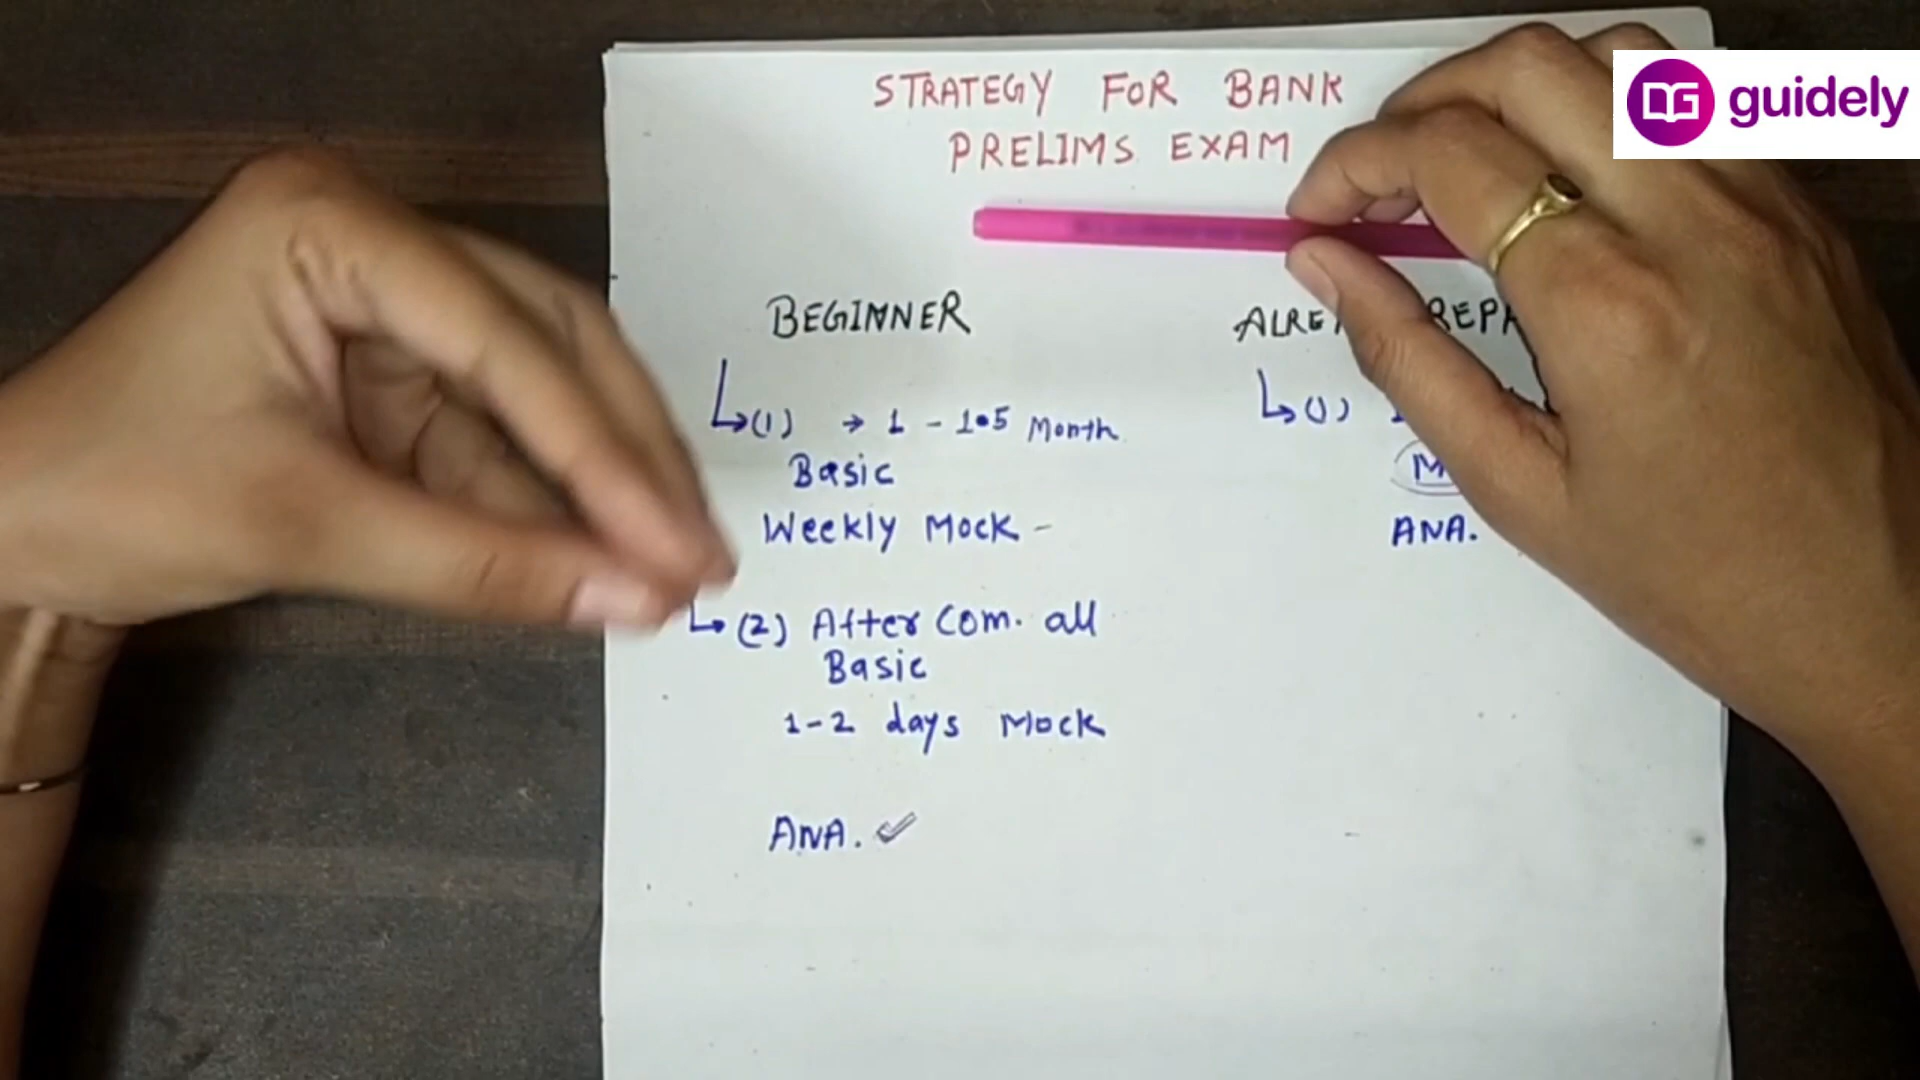 STRATEGY FOR BANK
PRELIMS EXAM
guidely
BEGINNER
(1) → 1 - 1.5 Month
Basic
Weekly Mock -
(2) After Com. all
Basic
1-2 days Mock
ANA. ✓
(1)
ANA.